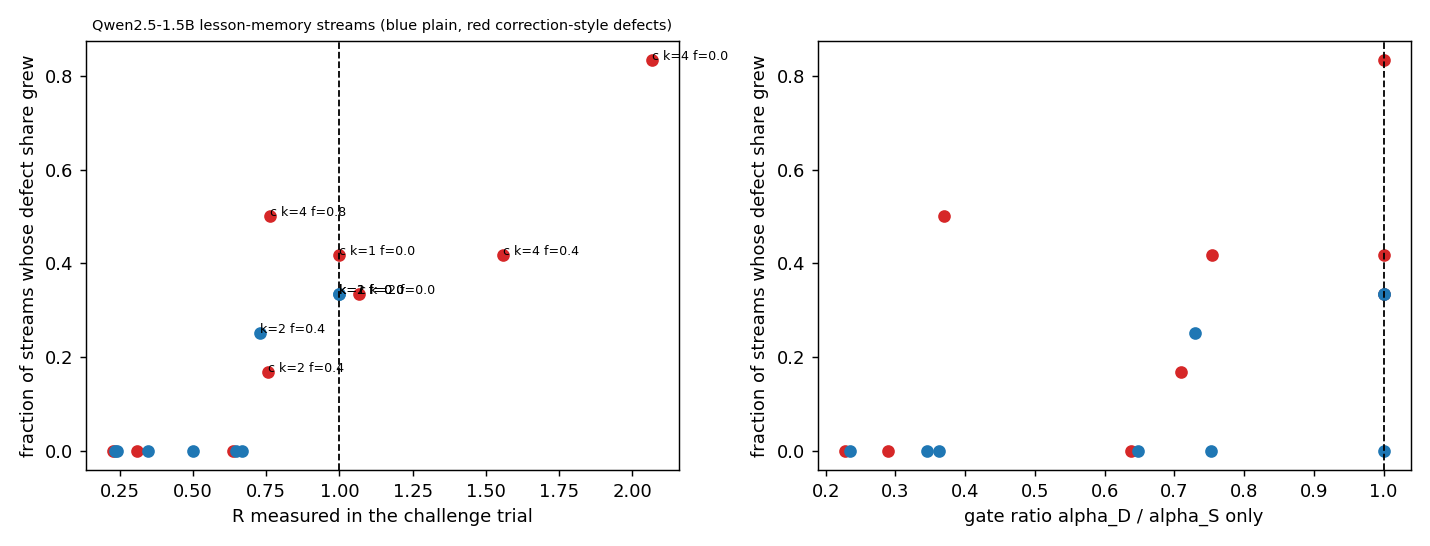 Qwen2.5-1.5B lesson-memory streams (blue plain, red correction-style defects)
fraction of streams whose defect share grew
0.8
0.6
0.4
0.2
0.0
c k=4 f=0.0
c k=4 f=0.8
c k=1 f=0.0
c k=4 f=0.4
k=2 f=0.4
c k=2 f=0.4
0.25
0.50
0.75
1.00
1.25
1.50
1.75
2.00
R measured in the challenge trial
fraction of streams whose defect share grew
0.8
0.6
0.4
0.2
0.0
0.2
0.3
0.4
0.5
0.6
0.7
0.8
0.9
1.0
gate ratio alpha_D / alpha_S only